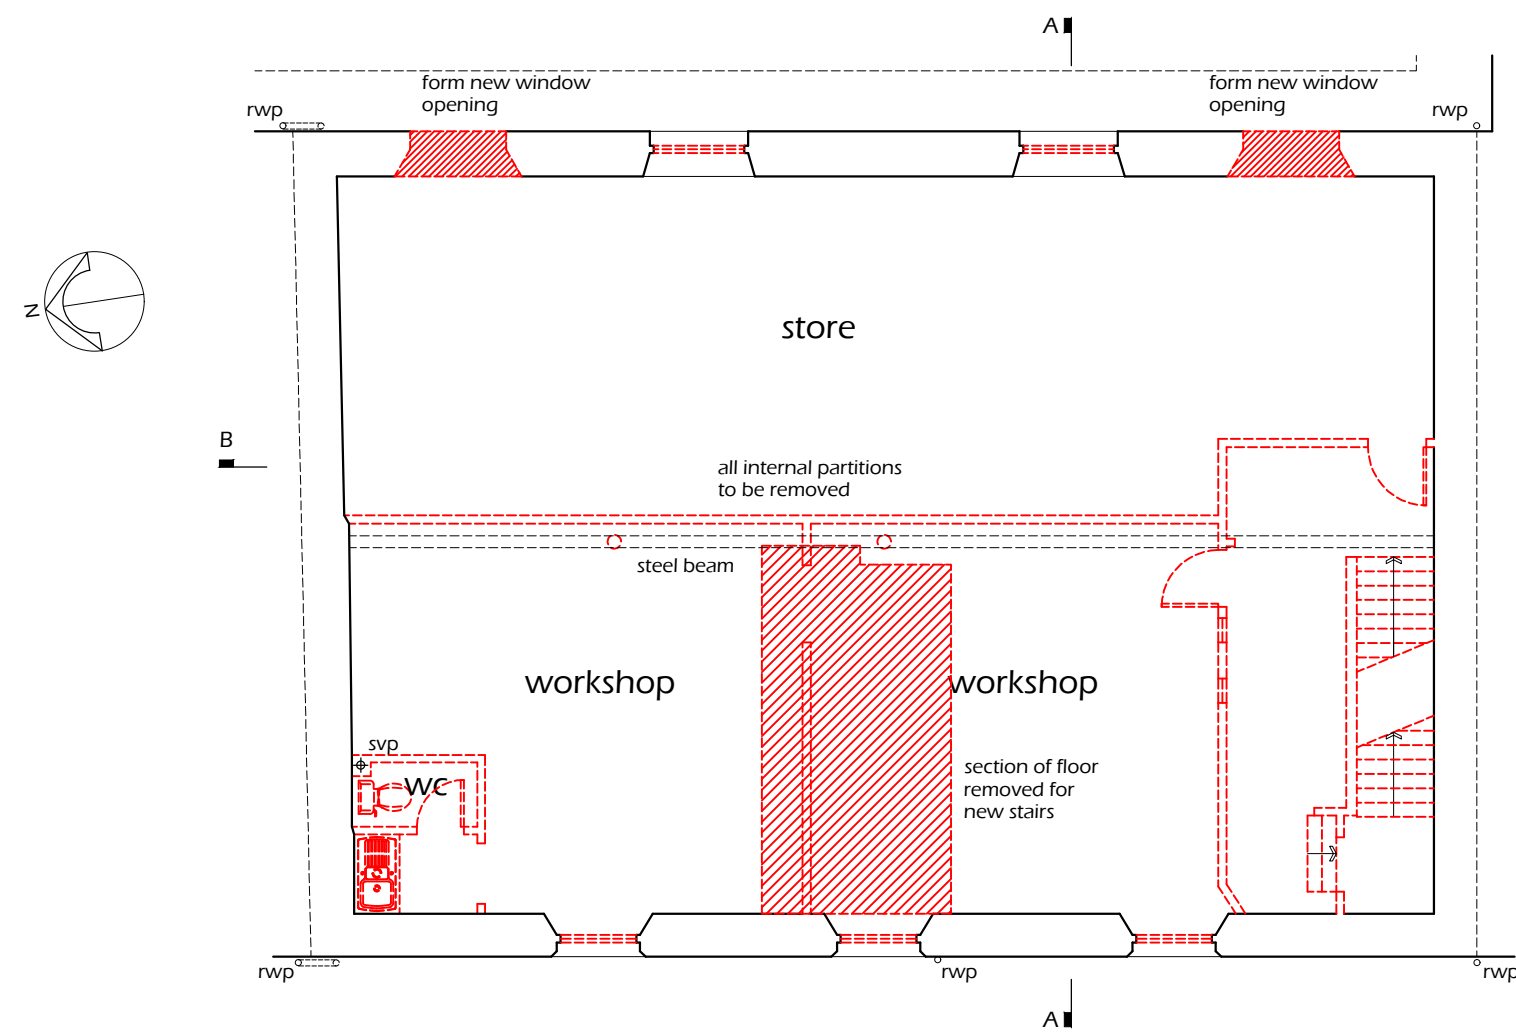 A
form new window
opening
form new window
opening
rwp
rwp
N
store
B
all internal partitions
to be removed
steel beam
workshop
workshop
svp
wc
section of floor
removed for
new stairs
rwp
rwp
rwp
A